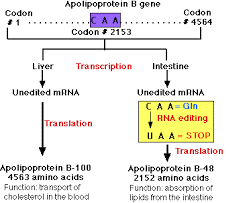 Apolipoprotein B gene
Codon
# 1
C A A
Codon
# 4564
Codon # 2153
Liver
Transcription
Intestine
Unedited mRNA
Unedited mRNA
C A A = Gln
RNA editing
U A A = STOP
Translation
Translation
Apolipoprotein B-100
4563 amino acids
Function: transport of
cholesterol in the blood
Apolipoprotein B-48
2152 amino acids
Function: absorption of
lipids from the intestine